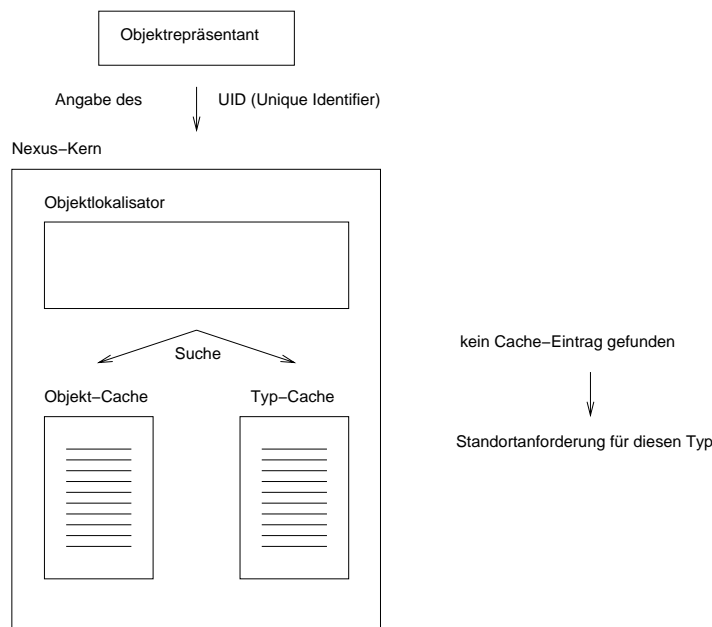 Objektrepräsentant
Angabe des UID (Unique Identifier)
Nexus−Kern
Objektlokalisator
Suche
Objekt−Cache Typ−Cache
kein Cache−Eintrag gefunden
Standortanforderung für diesen Typ